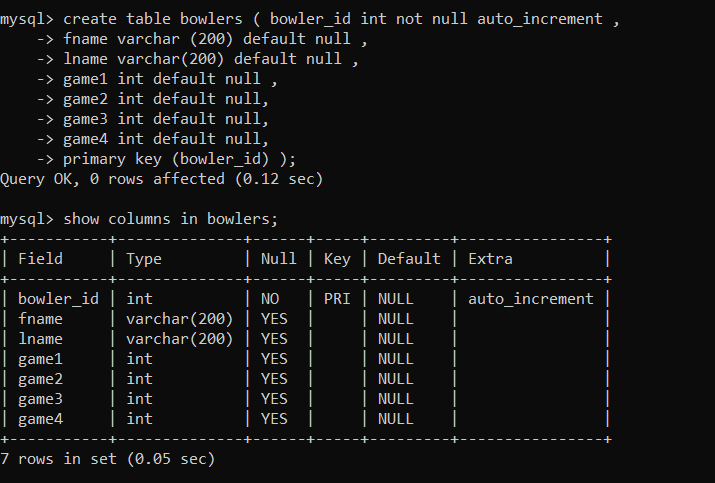 mysql> create table bowlers ( bowler_id int not null auto_increment ,
    -> fname varchar (200) default null ,
    -> lname varchar(200) default null ,
    -> game1 int default null ,
    -> game2 int default null,
    -> game3 int default null,
    -> game4 int default null,
    -> primary key (bowler_id) );
Query OK, 0 rows affected (0.12 sec)

mysql> show columns in bowlers;
+-----------+--------------+------+-----+---------+----------------+
| Field     | Type         | Null | Key | Default | Extra          |
+-----------+--------------+------+-----+---------+----------------+
| bowler_id | int          | NO   | PRI | NULL    | auto_increment |
| fname     | varchar(200) | YES  |     | NULL    |                |
| lname     | varchar(200) | YES  |     | NULL    |                |
| game1     | int          | YES  |     | NULL    |                |
| game2     | int          | YES  |     | NULL    |                |
| game3     | int          | YES  |     | NULL    |                |
| game4     | int          | YES  |     | NULL    |                |
+-----------+--------------+------+-----+---------+----------------+
7 rows in set (0.05 sec)